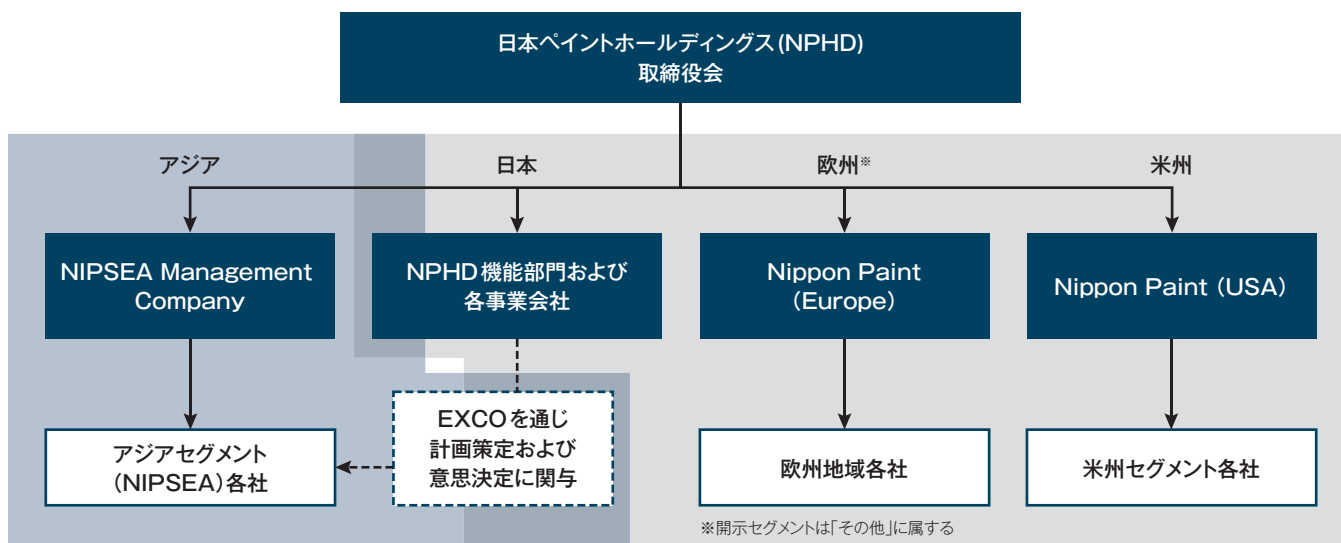 日本ペイントホールディングス(NPHD)
取締役会
アジア
日本
欧州※
米州
NIPSEA Management
Company
NPHD機能部門および
各事業会社
Nippon Paint
(Europe)
Nippon Paint (USA)
EXCOを通じ
計画策定および
意思決定に関与
アジアセグメント
(NIPSEA)各社
欧州地域各社
米州セグメント各社
※開示セグメントは「その他」に属する